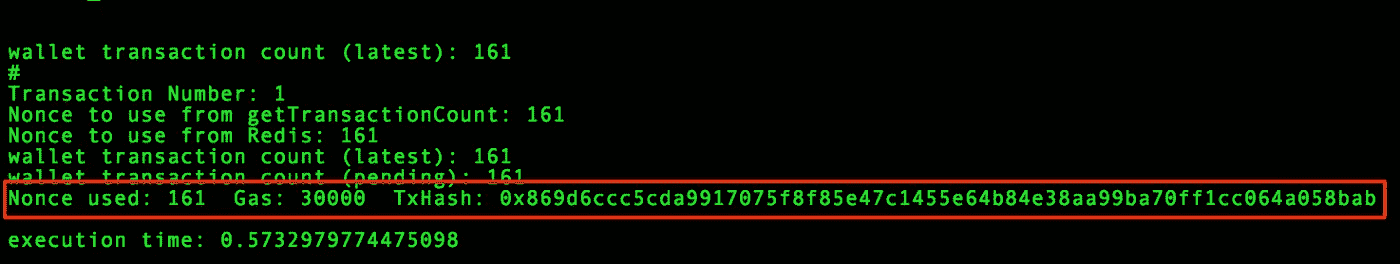 wallet transaction count (latest): 161
#
Transaction Number: 1
Nonce to use from getTransactionCount: 161
Nonce to use from Redis: 161
wallet transaction count (latest): 161
wallet transaction count (pending): 161
Nonce used: 161  Gas: 30000  TxHash: 0x869d6ccc5cda9917075f8f85e47c1455e64b84e38aa99ba70ff1cc064a058bab
execution time: 0.5732979774475098